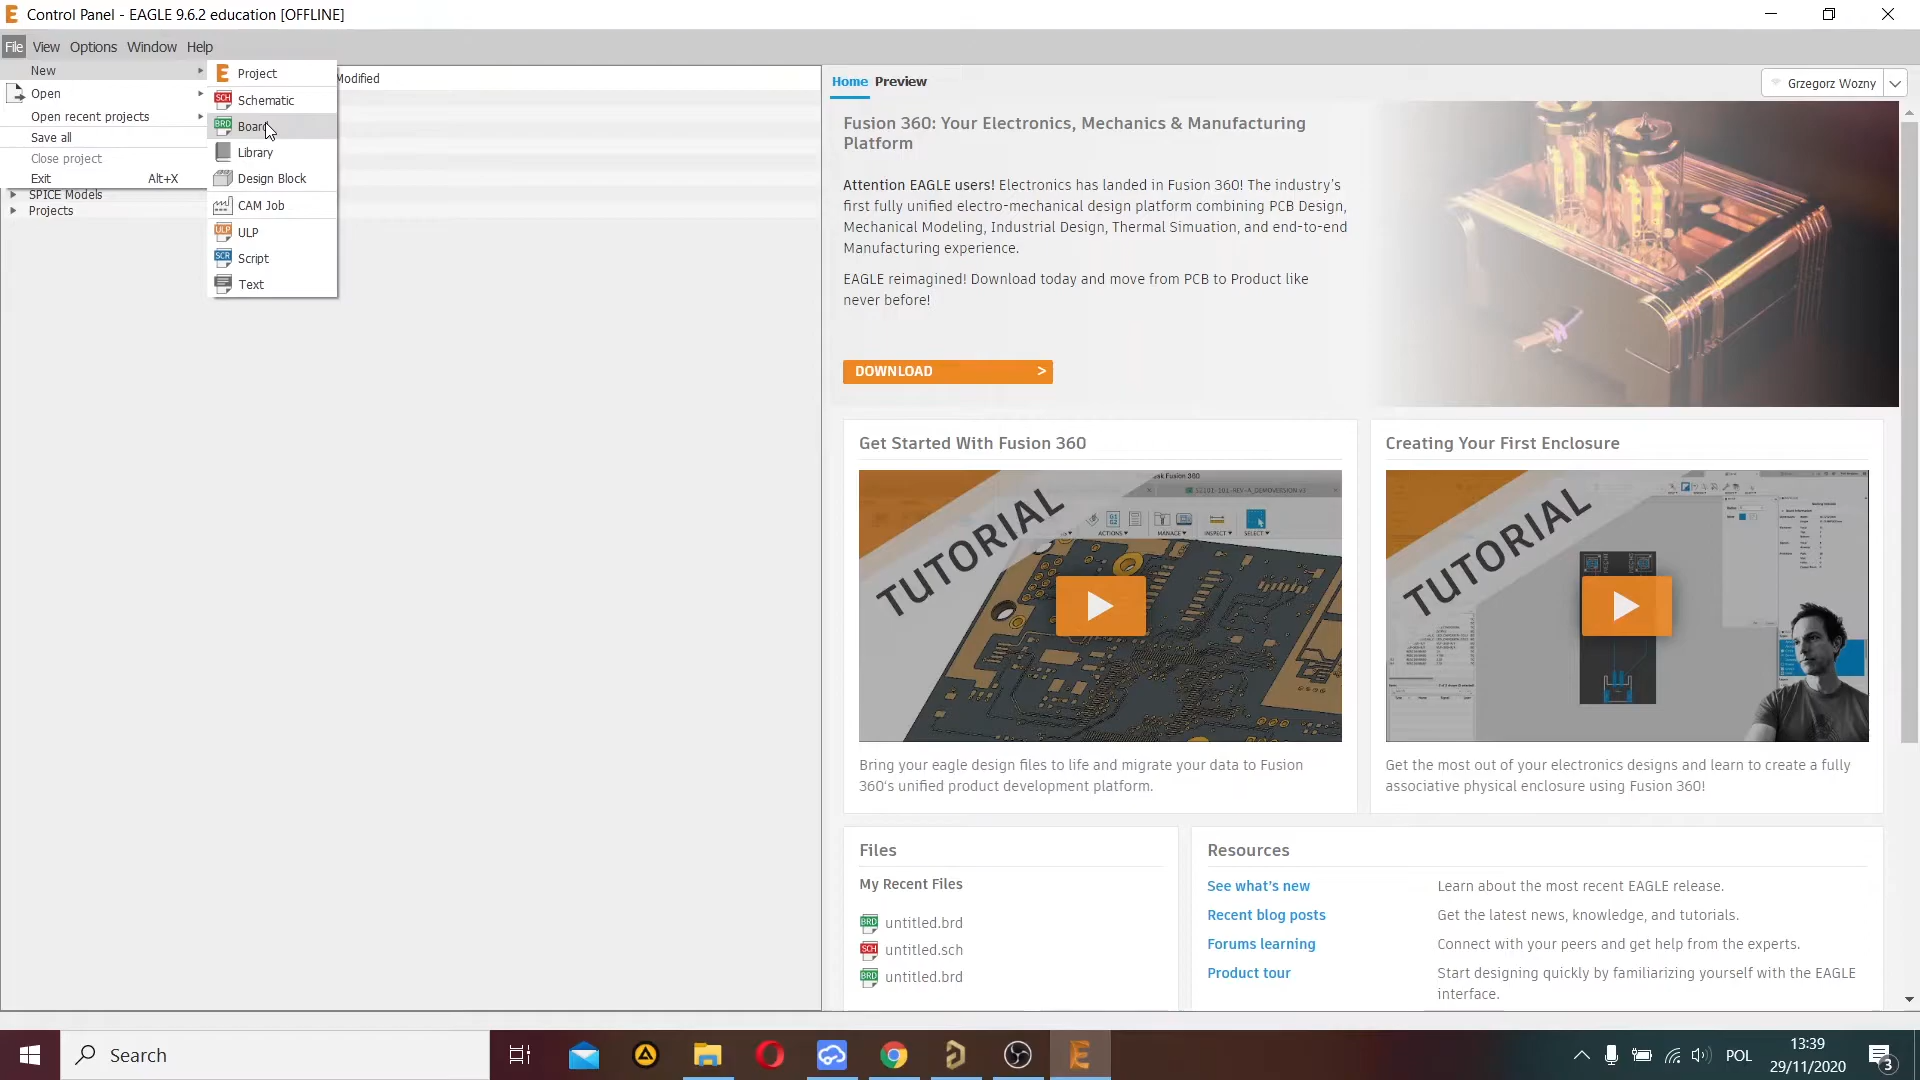 Control Panel - EAGLE 9.6.2 education [OFFLINE]
File View Options Window Help
New
Open
Open recent projects
Save all
Close project
Exit Alt+X
Project
Schematic
Board
Library
Design Block
CAM Job
ULP
Script
Text
Modified
SPICE Models
Projects
Home Preview
Grzegorz Wozny
Fusion 360: Your Electronics, Mechanics & Manufacturing
Platform
Attention EAGLE users! Electronics has landed in Fusion 360! The industry's
first fully unified electro-mechanical design platform combining PCB Design,
Mechanical Modeling, Industrial Design, Thermal Simuation, and end-to-end
Manufacturing experience.
EAGLE reimagined! Download today and move from PCB to Product like
never before!
DOWNLOAD >
Get Started With Fusion 360
TUTORIAL
Bring your eagle design files to life and migrate your data to Fusion
360's unified product development platform.
Creating Your First Enclosure
TUTORIAL
Get the most out of your electronics designs and learn to create a fully
associative physical enclosure using Fusion 360!
Files
My Recent Files
untitled.brd
untitled.sch
untitled.brd
Resources
See what's new Learn about the most recent EAGLE release.
Recent blog posts Get the latest news, knowledge, and tutorials.
Forums learning Connect with your peers and get help from the experts.
Product tour Start designing quickly by familiarizing yourself with the EAGLE
interface.
Search
POL
13:39
29/11/2020
3